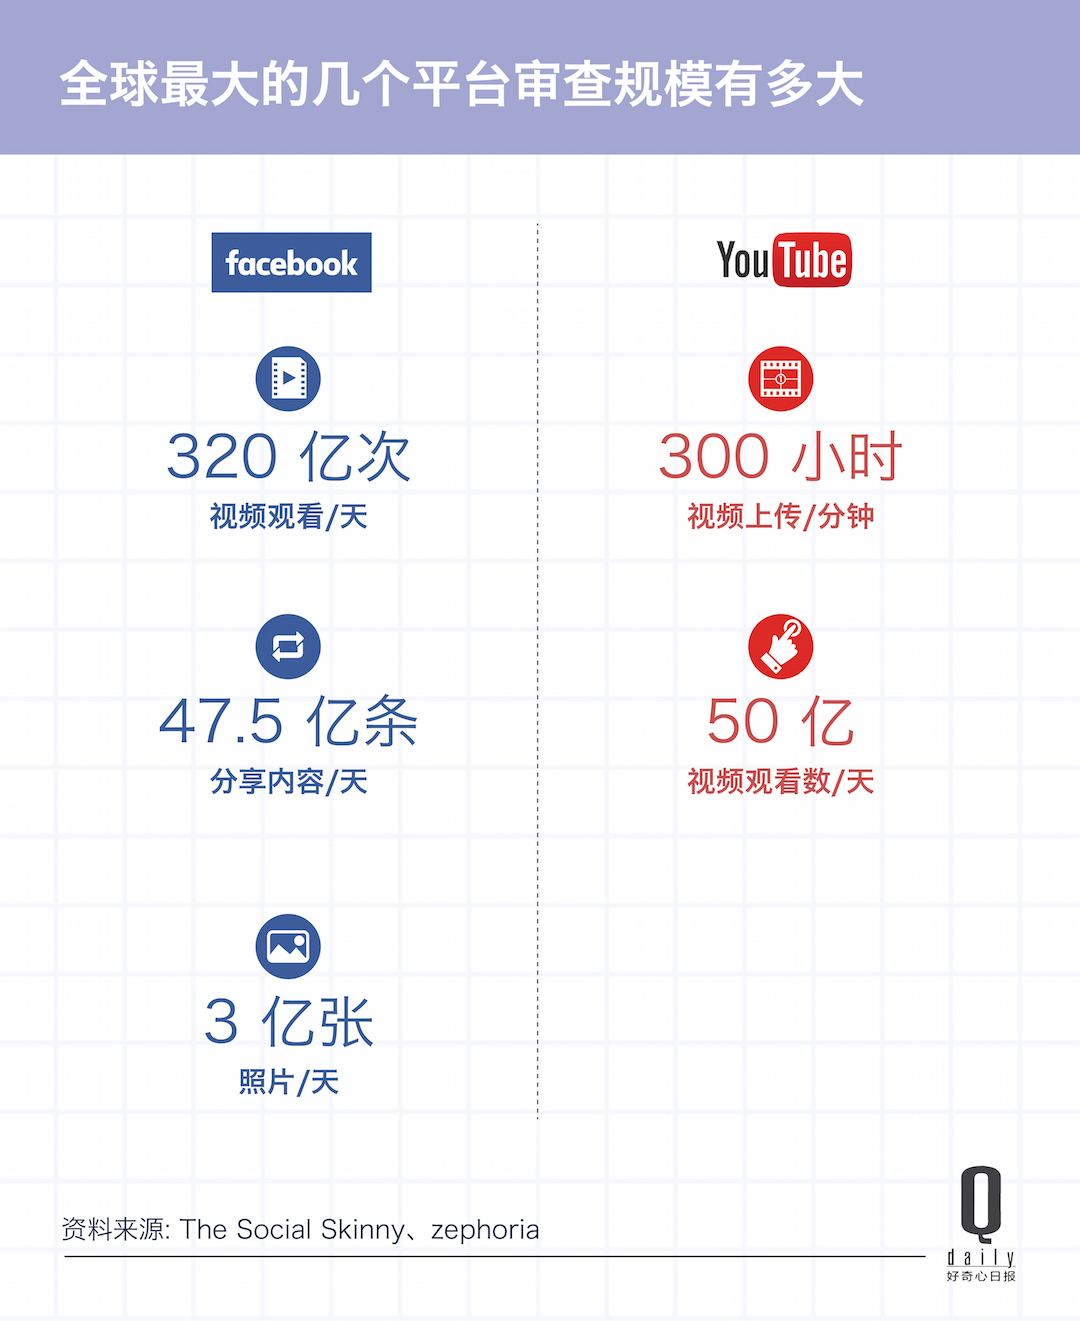 全球最大的几个平台审查规模有多大
facebook
320 亿次
视频观看/天
47.5 亿条
分享内容/天
3 亿张
照片/天
YouTube
300 小时
视频上传/分钟
50 亿
视频观看数/天
资料来源: The Social Skinny、zephoria
Q
daily
好奇心日报